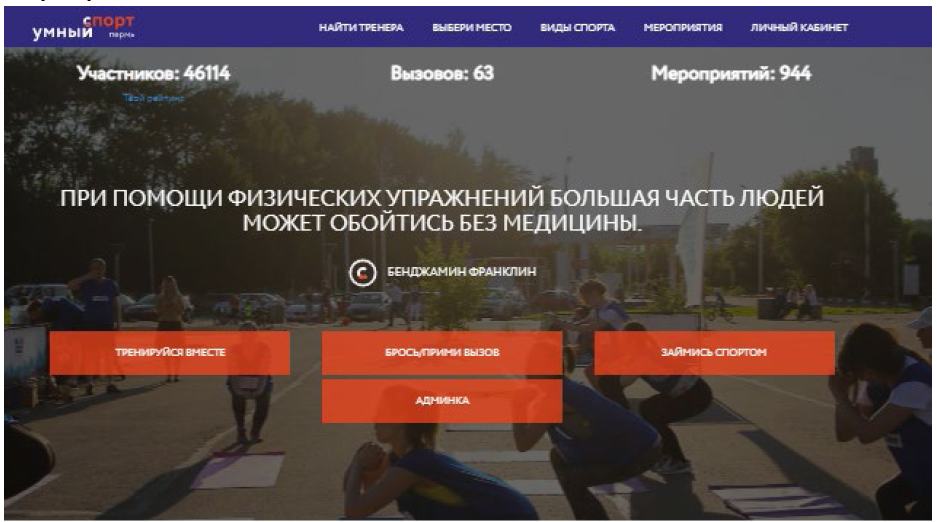 умный спорт
пермь
НАЙТИ ТРЕНЕРА ВЫБЕРИ МЕСТО ВИДЫ СПОРТА МЕРОПРИЯТИЯ ЛИЧНЫЙ КАБИНЕТ
Участников: 46114 Вызовов: 63 Мероприятий: 944
Твой рейтинг
ПРИ ПОМОЩИ ФИЗИЧЕСКИХ УПРАЖНЕНИЙ БОЛЬШАЯ ЧАСТЬ ЛЮДЕЙ
МОЖЕТ ОБОЙТИСЬ БЕЗ МЕДИЦИНЫ.
С БЕНДЖАМИН ФРАНКЛИН
ТРЕНИРУЙСЯ ВМЕСТЕ БРОСЬ/ПРИМИ ВЫЗОВ ЗАЙМИСЬ СПОРТОМ
АДМИНКА